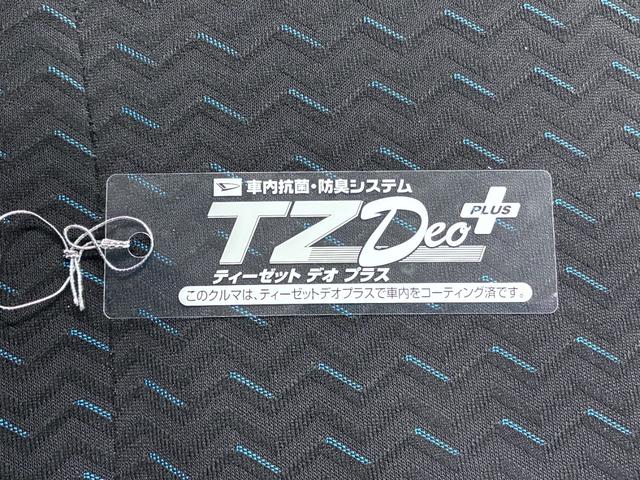 車内抗菌・防臭システム
TZ Deo PLUS
ティーゼット デオ プラス
このクルマは、ティーゼットデオプラスで車内をコーティング済です。